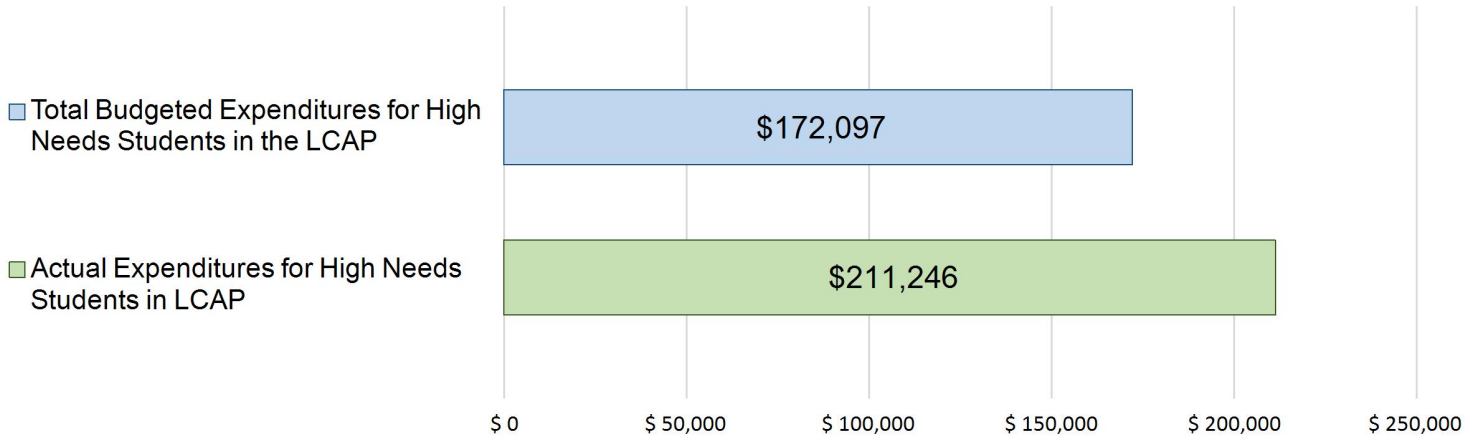 Total Budgeted Expenditures for High
Needs Students in the LCAP
$172,097
Actual Expenditures for High Needs
Students in LCAP
$211,246
$ 0
$ 50,000
$ 100,000
$ 150,000
$ 200,000
$ 250,000